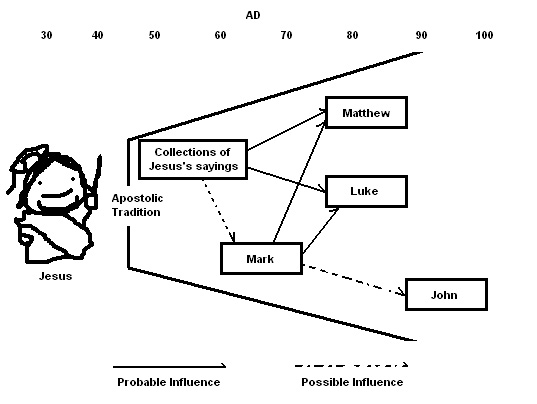 AD
30 40 50 60 70 80 90 100
Matthew
Collections of
Jesus's sayings
Luke
Apostolic
Tradition
Mark
Jesus
John
Probable Influence
Possible Influence